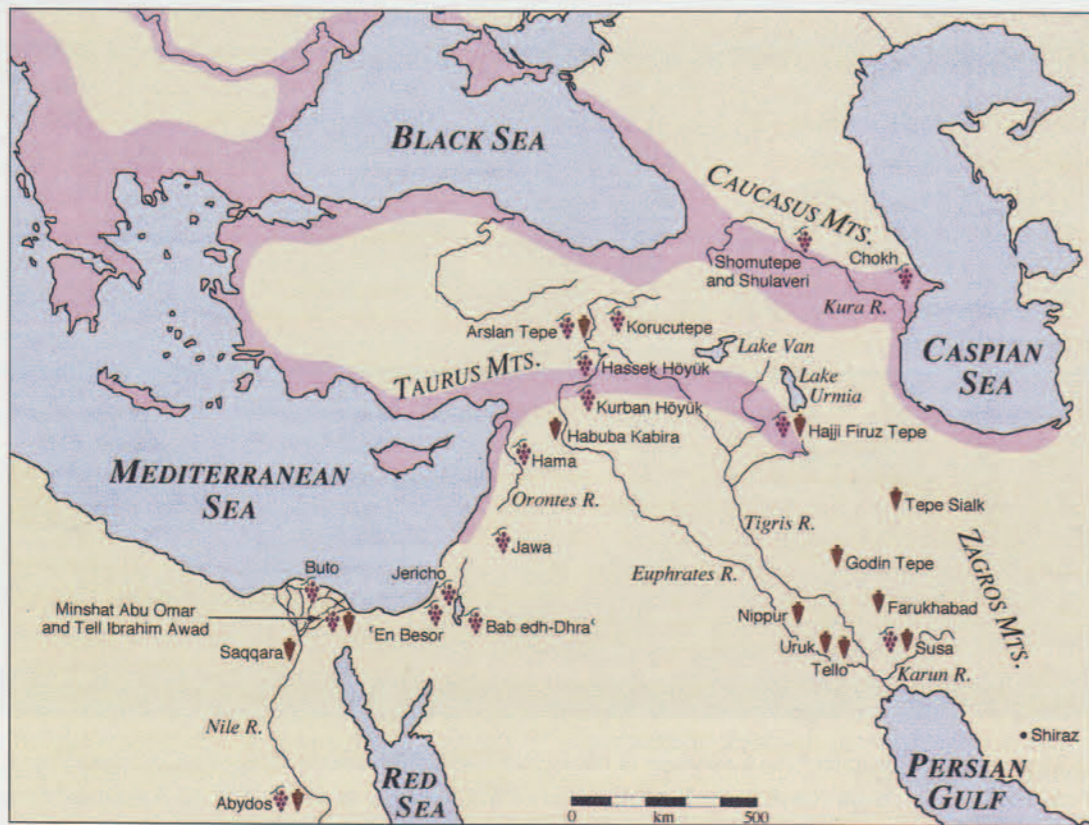 BLACK SEA
CAUCASUS MTS.
Shomutepe
and Shulaveri
Chokh
Kura R.
Arslan Tepe
Korucutepe
Lake Van
CASPIAN
SEA
TAURUS MTS.
Hassek Höyük
Lake
Urmia
Kurban Höyük
Habuba Kabira
Hajji Firuz Tepe
MEDITERRANEAN
SEA
Hama
Orontes R.
Tepe Sialk
Tigris R.
Jawa
Godin Tepe
ZAGROS MTS.
Buto
Jericho
Euphrates R.
Minshat Abu Omar
and Tell Ibrahim Awad
'En Besor
Bab edh-Dhra'
Nippur
Farukhabad
Saqqara
Uruk
Tello
Susa
Karun R.
Nile R.
Shiraz
Abydos
RED
SEA
PERSIAN
GULF
0 km 500